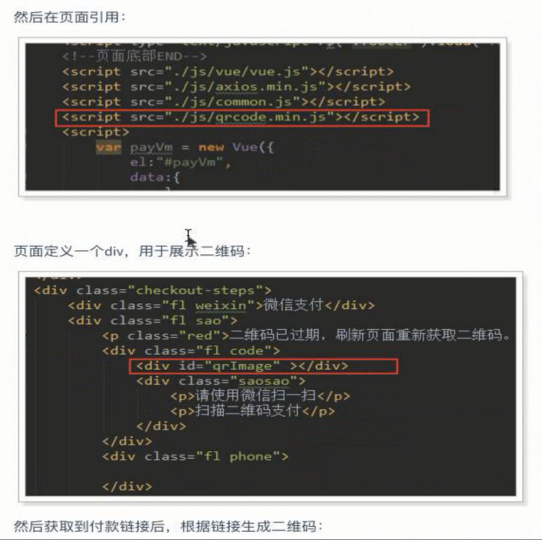 然后在页面引用：
<!--页面底部END-->
<script src="./js/vue/vue.js"></script>
<script src="./js/axios.min.js"></script>
<script src="./js/common.js"></script>
<script src="./js/qrcode.min.js"></script>
<script>
var payVm = new Vue({
el:"#payVm",
data:{
页面定义一个div，用于展示二维码：
<div class="checkout-steps">
<div class="fl weixin">微信支付</div>
<div class="fl sao">
<p class="red">二维码已过期，刷新页面重新获取二维码。
<div class="fl code">
<div id="qrImage" ></div>
<div class="saosao">
<p>请使用微信扫一扫</p>
<p>扫描二维码支付</p>
</div>
</div>
<div class="fl phone">
</div>
然后获取到付款链接后，根据链接生成二维码：